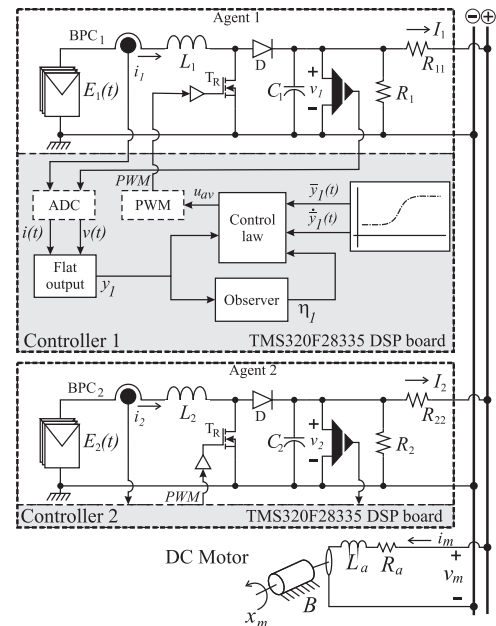 Agent 1
− +
BPC1
i1
L1
TR
D
C1
+
v1
−
R1
R11
I1
E1(t)
PWM
ADC
PWM
uav
Control law
ȳ1(t)
ẏ̄1(t)
i(t)
v(t)
Flat output
y1
Observer
η1
Controller 1
TMS320F28335 DSP board
Agent 2
BPC2
i2
L2
TR
D
C2
+
v2
−
R2
R22
I2
E2(t)
PWM
Controller 2
TMS320F28335 DSP board
DC Motor
im
La
Ra
+
vm
−
B
xm